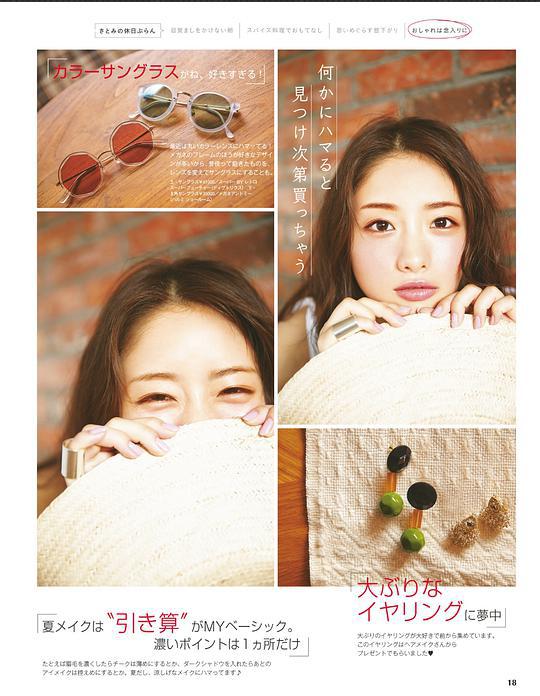 さとみの休日ぷらん
目覚ましをかけない朝
スパイス料理でおもてなし
思いめぐらす昼下がり
おしゃれは念入りに
カラーサングラスがね、好きすぎる!
最近は丸いカラーレンズにハマってる!
メガネのフレームのほうが好きなデザイ
ンが多いから、普段って飽きたものを、
レンズを変えてサングラスにすることも。
何かにハマると
見つけ次第買っちゃう
大ぶりな
イヤリングに夢中
大ぶりのイヤリングが大好きで前から集めています。
このイヤリングはヘアメイクさんから
プレゼントでもらいました♥
夏メイクは“引き算”がMYベーシック。
濃いポイントは1ヵ所だけ
たとえば眉毛を濃くしたらチークは薄めにするとか、ダークシャドウを入れたらあとの
アイメイクは控えめにするとか。夏だし、涼しげなメイクにハマってます♪
18